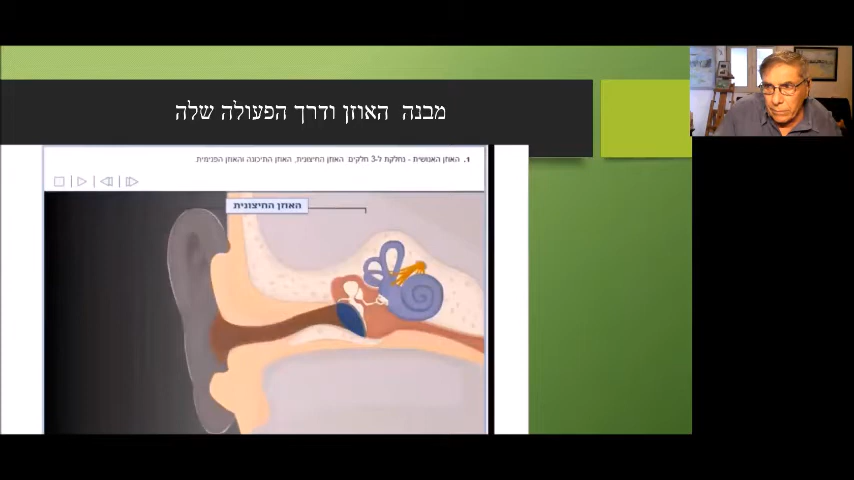 מבנה האוזן ודרך הפעולה שלה
1. האוזן האנושית - נחלקת ל-3 חלקים: האוזן החיצונית, האוזן התיכונה והאוזן הפנימית.
האוזן החיצונית